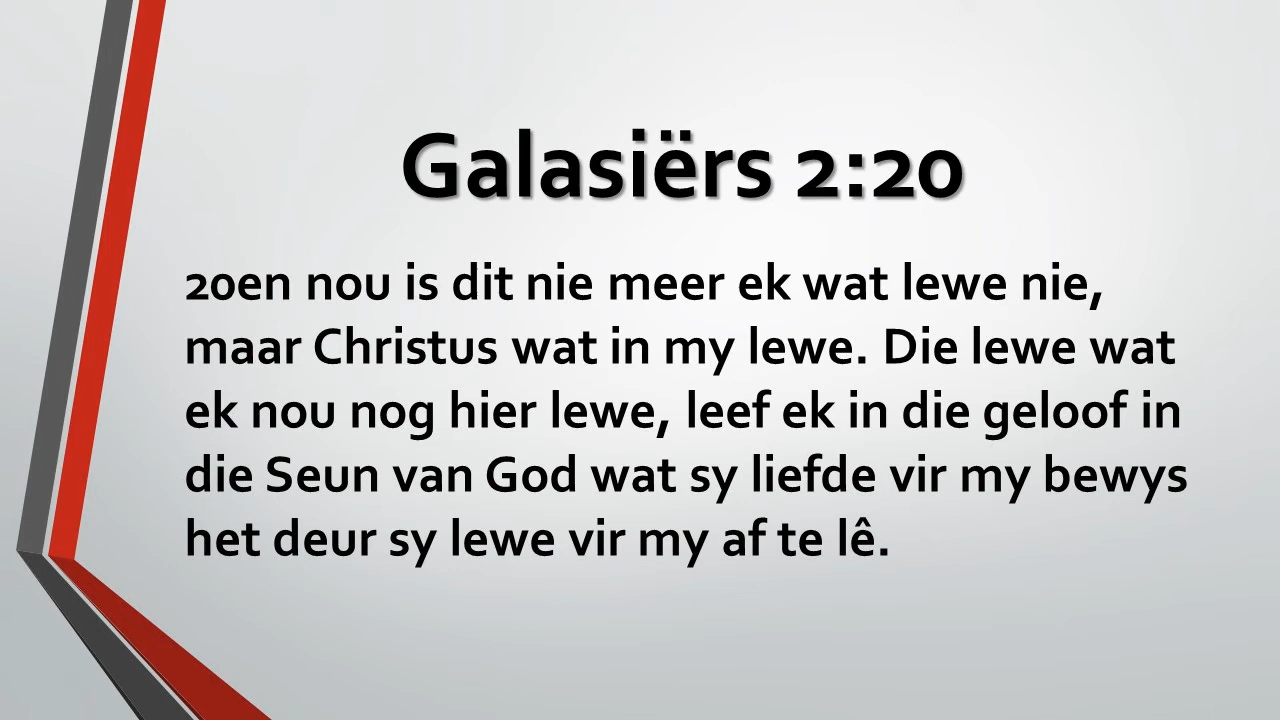 Galasiërs 2:20
20en nou is dit nie meer ek wat lewe nie,
maar Christus wat in my lewe. Die lewe wat
ek nou nog hier lewe, leef ek in die geloof in
die Seun van God wat sy liefde vir my bewys
het deur sy lewe vir my af te lê.